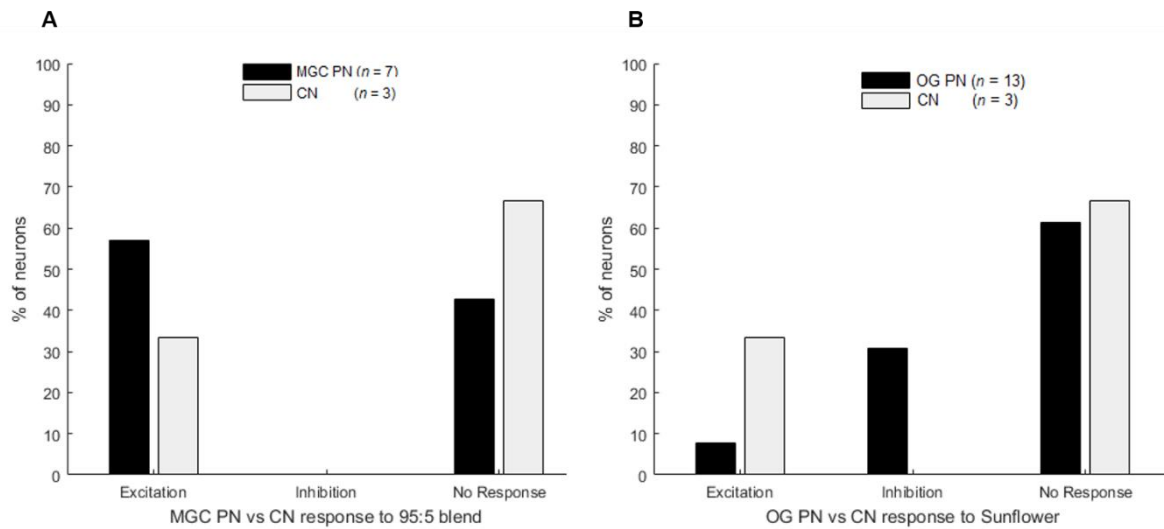 A
MGC PN (n = 7)
CN (n = 3)
100
90
80
70
60
50
40
30
20
10
0
% of neurons
Excitation Inhibition No Response
MGC PN vs CN response to 95:5 blend
B
OG PN (n = 13)
CN (n = 3)
100
90
80
70
60
50
40
30
20
10
0
% of neurons
Excitation Inhibition No Response
OG PN vs CN response to Sunflower